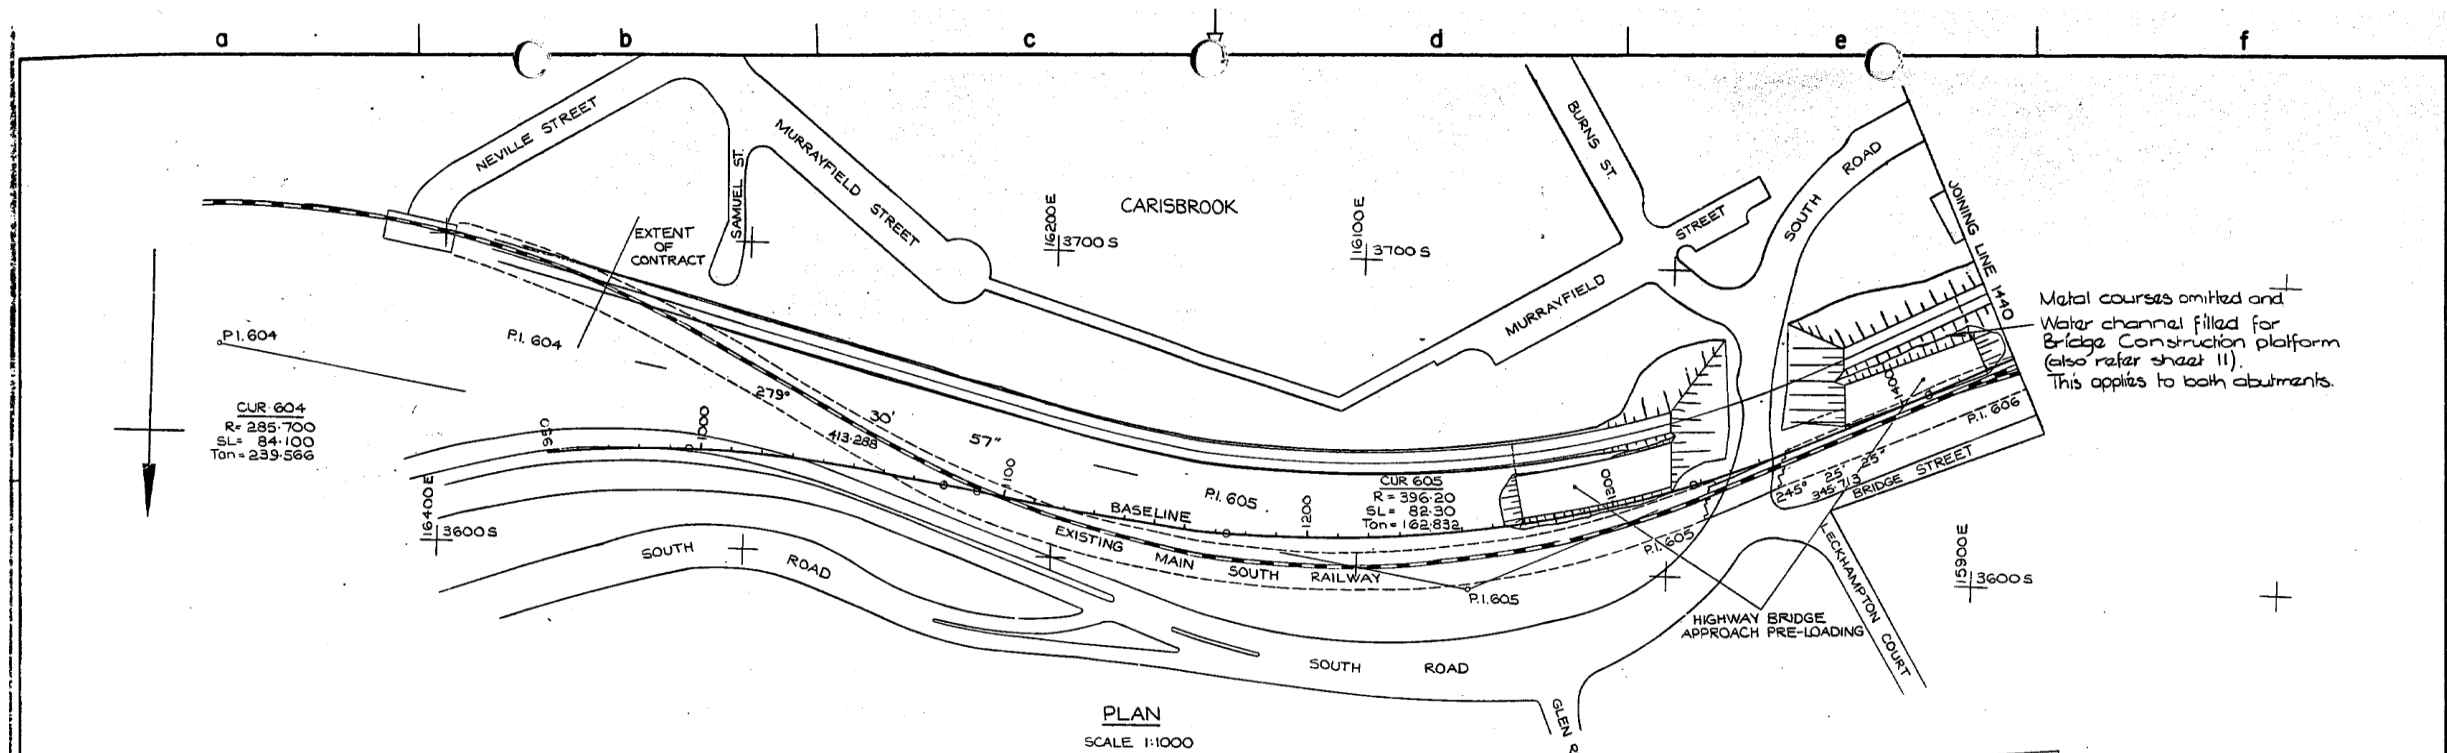 a
b
c
d
e
f
NEVILLE STREET
SAMUEL ST.
MURRAYFIELD STREET
CARISBROOK
BURNS ST.
STREET
SOUTH ROAD
JOINING LINE 1440
EXTENT
OF
CONTRACT
16200E
3700 S
16100E
3700 S
MURRAYFIELD
Metal courses omitted and
Water channel filled for
Bridge Construction platform
(also refer sheet 11).
This applies to both abutments.
P.I. 604
P.I. 604
CUR 604
R= 285.700
SL= 84.100
Tan = 239.566
279° 30' 57"
413.288
950
1000
1100
1200
1300
1400
BASELINE
P.I. 605
CUR 605
R = 396.20
SL = 82.30
Tan = 162.832
P.I. 606
245° 25' 25"
345.713
BRIDGE STREET
16400E
3600 S
SOUTH ROAD
EXISTING MAIN SOUTH RAILWAY
P.I. 605
P.I. 605
LECKHAMPTON COURT
15900E
3600 S
HIGHWAY BRIDGE
APPROACH PRE-LOADING
SOUTH ROAD
GLEN
PLAN
SCALE 1:1000